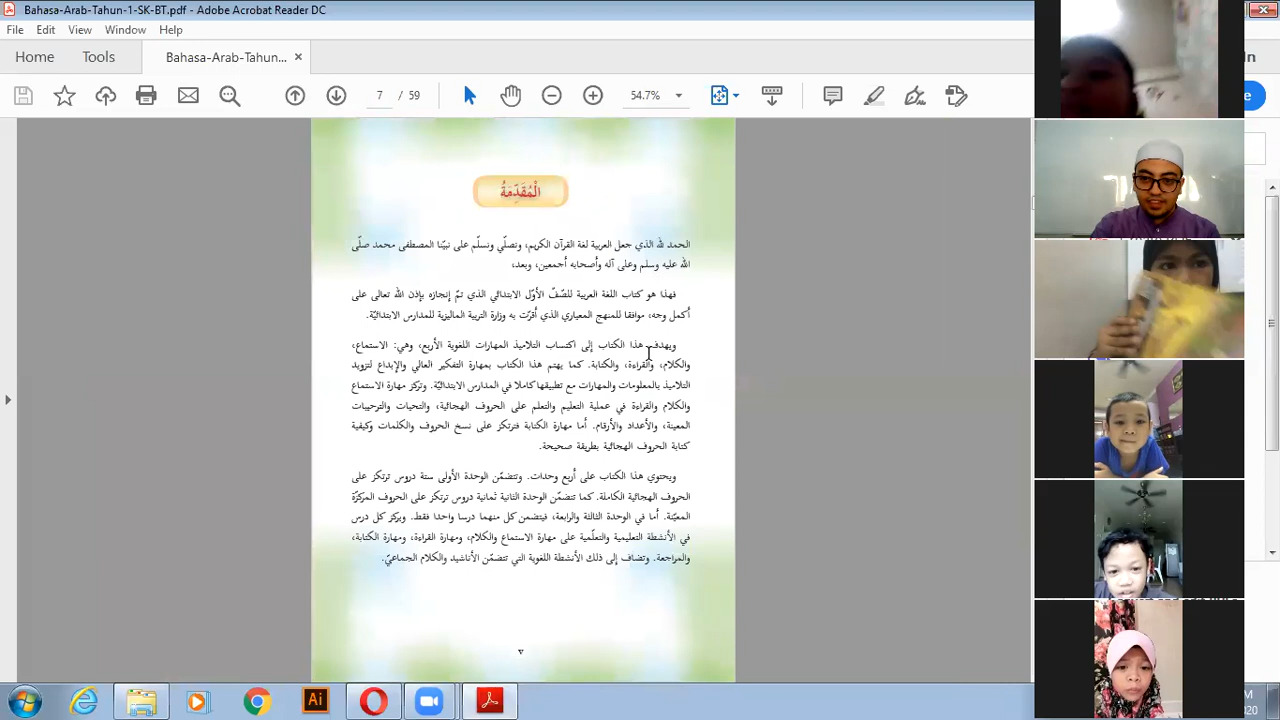 Bahasa-Arab-Tahun-1-SK-BT.pdf - Adobe Acrobat Reader DC
File Edit View Window Help
Home Tools Bahasa-Arab-Tahun... ×
7 / 59 54.7%
الْمُقَدِّمَةُ
الحمد لله الذي جعل العربية لغة القرآن الكريم، ونصلّي ونسلّم على نبيّنا المصطفى محمد صلّى
الله عليه وسلم وعلى آله وأصحابه أجمعين، وبعد،
فهذا هو كتاب اللغة العربية للصّفّ الأوّل الابتدائي الذي تمّ إنجازه بإذن الله تعالى على
أكمل وجه، موافقا للمنهج المعياري الذي أقرّت به وزارة التربية الماليزية للمدارس الابتدائيّة.
ويهدف هذا الكتاب إلى اكتساب التلاميذ المهارات اللغوية الأربع، وهي: الاستماع،
والكلام، والقراءة، والكتابة. كما يهتم هذا الكتاب بمهارة التفكير العالي والإبداع لتزويد
التلاميذ بالمعلومات والمهارات مع تطبيقها كاملا في المدارس الابتدائيّة. وتركز مهارة الاستماع
والكلام والقراءة في عملية التعليم والتعلم على الحروف الهجائية، والتحيات والترحيبات
المعينة، والأعداد والأرقام. أما مهارة الكتابة فترتكز على نسخ الحروف والكلمات وكيفية
كتابة الحروف الهجائية بطريقة صحيحة.
ويحتوي هذا الكتاب على أربع وحدات. وتتضمّن الوحدة الأولى ستة دروس ترتكز على
الحروف الهجائية الكاملة. كما تتضمّن الوحدة الثانية ثمانية دروس ترتكز على الحروف المركزّة
المعيّنة. أما في الوحدة الثالثة والرابعة، فيتضمن كل منهما درسا واحدا فقط. ويركز كل درس
في الأنشطة التعليمية والتعلّمية على مهارة الاستماع والكلام، ومهارة القراءة، ومهارة الكتابة،
والمراجعة. وتضاف إلى ذلك الأنشطة اللغوية التي تتضمّن الأناشيد والكلام الجماعيّ.
٧
Ai